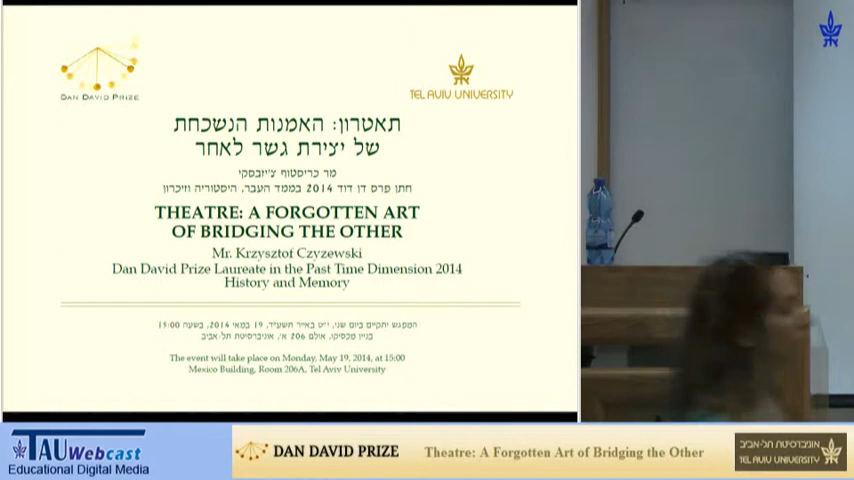 DAN DAVID PRIZE
TEL AVIV UNIVERSITY
תאטרון: האמנות הנשכחת
של יצירת גשר לאחר
מר כריסטוף צ'יזבסקי
חתן פרס דן דוד 2014 בממד העבר, היסטוריה וזיכרון
THEATRE: A FORGOTTEN ART
OF BRIDGING THE OTHER
Mr. Krzysztof Czyzewski
Dan David Prize Laureate in the Past Time Dimension 2014
History and Memory
המפגש יתקיים ביום שני, י"ט באייר תשע"ד, 19 במאי 2014, בשעה 15:00
בניין מקסיקו, אולם 206 א', אוניברסיטת תל-אביב
The event will take place on Monday, May 19, 2014, at 15:00
Mexico Building, Room 206A, Tel Aviv University
TAU Webcast
Educational Digital Media
DAN DAVID PRIZE
Theatre: A Forgotten Art of Bridging the Other
אוניברסיטת תל-אביב
TEL AVIV UNIVERSITY